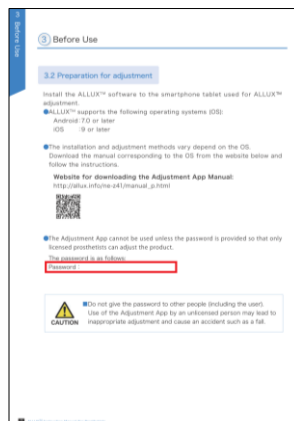 3 Before Use
3 Before Use
3.2 Preparation for adjustment
Install the ALLUX™ software to the smartphone tablet used for ALLUX™
adjustment.
●ALLUX™ supports the following operating systems (OS):
Android: 7.0 or later
iOS : 9 or later
●The installation and adjustment methods vary depend on the OS.
Download the manual corresponding to the OS from the website below and
follow the instructions.
Website for downloading the Adjustment App Manual:
http://allux.info/ne-z41/manual_p.html
●The Adjustment App cannot be used unless the password is provided so that only
licensed prosthetists can adjust the product.
The password is as follows:
Password :
CAUTION
■Do not give the password to other people (including the user).
Use of the Adjustment App by an unlicensed person may lead to
inappropriate adjustment and cause an accident such as a fall.